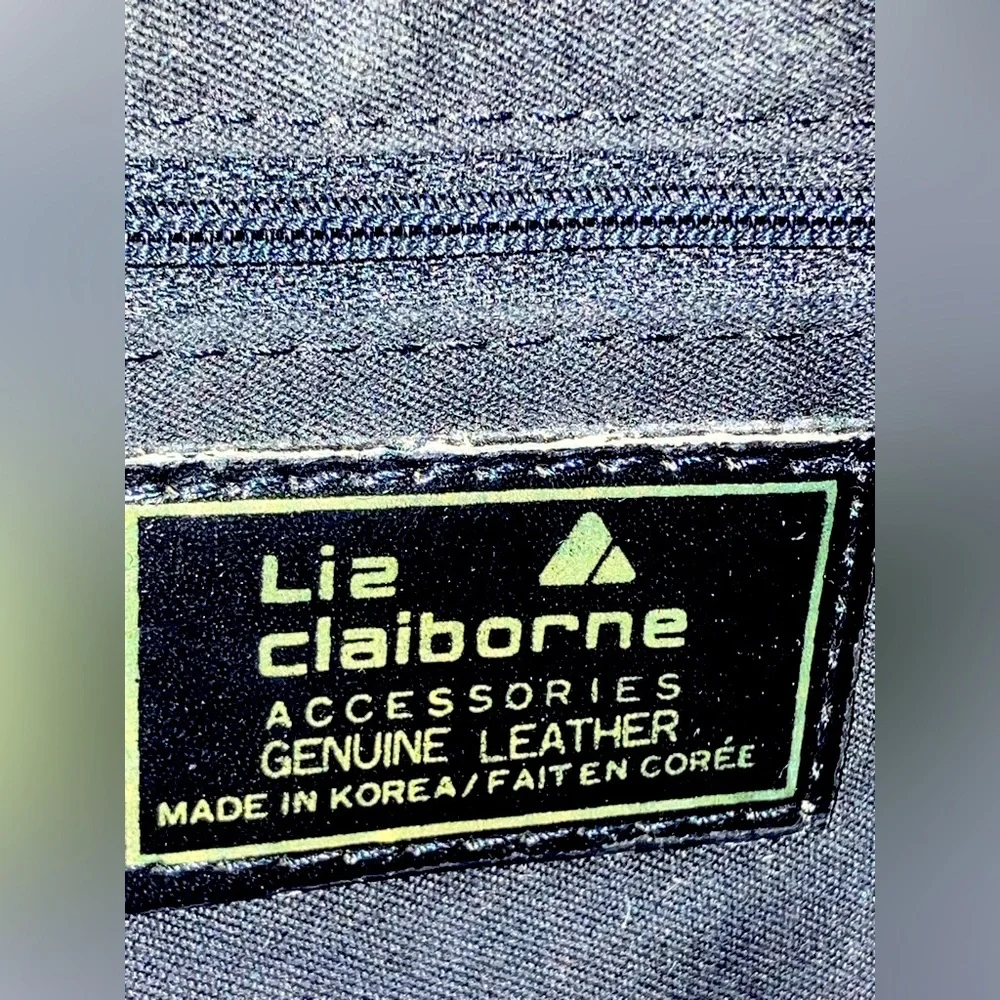 Liz
claiborne
ACCESSORIES
GENUINE LEATHER
MADE IN KOREA/FAIT EN CORÉE